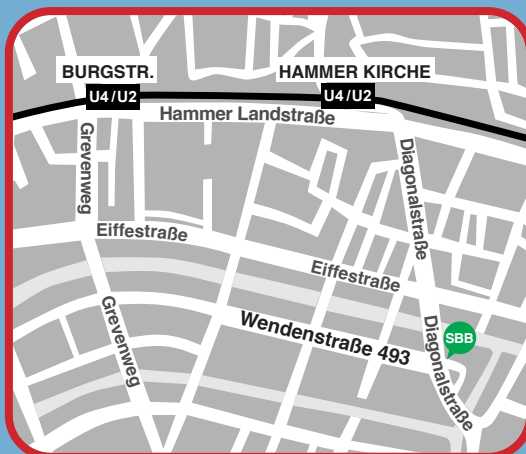 BURGSTR.
HAMMER KIRCHE
U4/U2
U4/U2
Hammer Landstraße
Grevenweg
Diagonalstraße
Eiffestraße
Eiffestraße
Grevenweg
Wendenstraße 493
Diagonalstraße
SBB